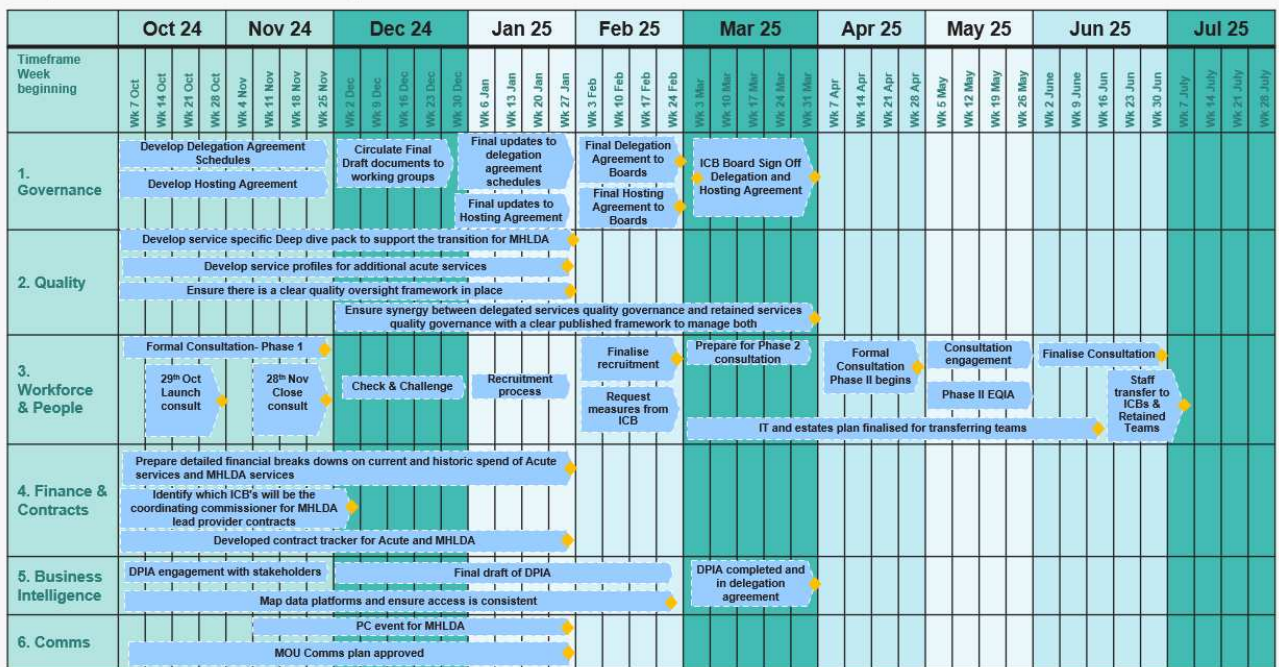 Oct 24
Nov 24
Dec 24
Jan 25
Feb 25
Mar 25
Apr 25
May 25
Jun 25
Jul 25
Timeframe
Week
beginning
Wk 7 Oct
Wk 14 Oct
Wk 21 Oct
Wk 28 Oct
Wk 4 Nov
Wk 11 Nov
Wk 18 Nov
Wk 25 Nov
Wk 2 Dec
Wk 9 Dec
Wk 16 Dec
Wk 23 Dec
Wk 30 Dec
Wk 6 Jan
Wk 13 Jan
Wk 20 Jan
Wk 27 Jan
Wk 3 Feb
Wk 10 Feb
Wk 17 Feb
Wk 24 Feb
Wk 3 Mar
Wk 10 Mar
Wk 17 Mar
Wk 24 Mar
Wk 31 Mar
Wk 7 Apr
Wk 14 Apr
Wk 21 Apr
Wk 28 Apr
Wk 5 May
Wk 12 May
Wk 19 May
Wk 26 May
Wk 2 June
Wk 9 June
Wk 16 Jun
Wk 23 Jun
Wk 30 Jun
Wk 7 July
Wk 14 July
Wk 21 July
Wk 28 July
1.
Governance
Develop Delegation Agreement
Schedules
Develop Hosting Agreement
Circulate Final
Draft documents to
working groups
Final updates to
delegation
agreement
schedules
Final updates to
Hosting Agreement
Final Delegation
Agreement to
Boards
Final Hosting
Agreement to
Boards
ICB Board Sign Off
Delegation and
Hosting Agreement
2. Quality
Develop service specific Deep dive pack to support the transition for MHLDA
Develop service profiles for additional acute services
Ensure there is a clear quality oversight framework in place
Ensure synergy between delegated services quality governance and retained services
quality governance with a clear published framework to manage both
3.
Workforce
& People
Formal Consultation- Phase 1
29th Oct
Launch
consult
28th Nov
Close
consult
Check & Challenge
Recruitment
process
Finalise
recruitment
Request
measures from
ICB
Prepare for Phase 2
consultation
Formal
Consultation
Phase II begins
Consultation
engagement
Phase II EQIA
Finalise Consultation
Staff
transfer to
ICBs &
Retained
Teams
IT and estates plan finalised for transferring teams
4. Finance &
Contracts
Prepare detailed financial breaks downs on current and historic spend of Acute
services and MHLDA services
Identify which ICB's will be the
coordinating commissioner for MHLDA
lead provider contracts
Developed contract tracker for Acute and MHLDA
5. Business
Intelligence
DPIA engagement with stakeholders
Final draft of DPIA
DPIA completed and
in delegation
agreement
Map data platforms and ensure access is consistent
6. Comms
PC event for MHLDA
MOU Comms plan approved